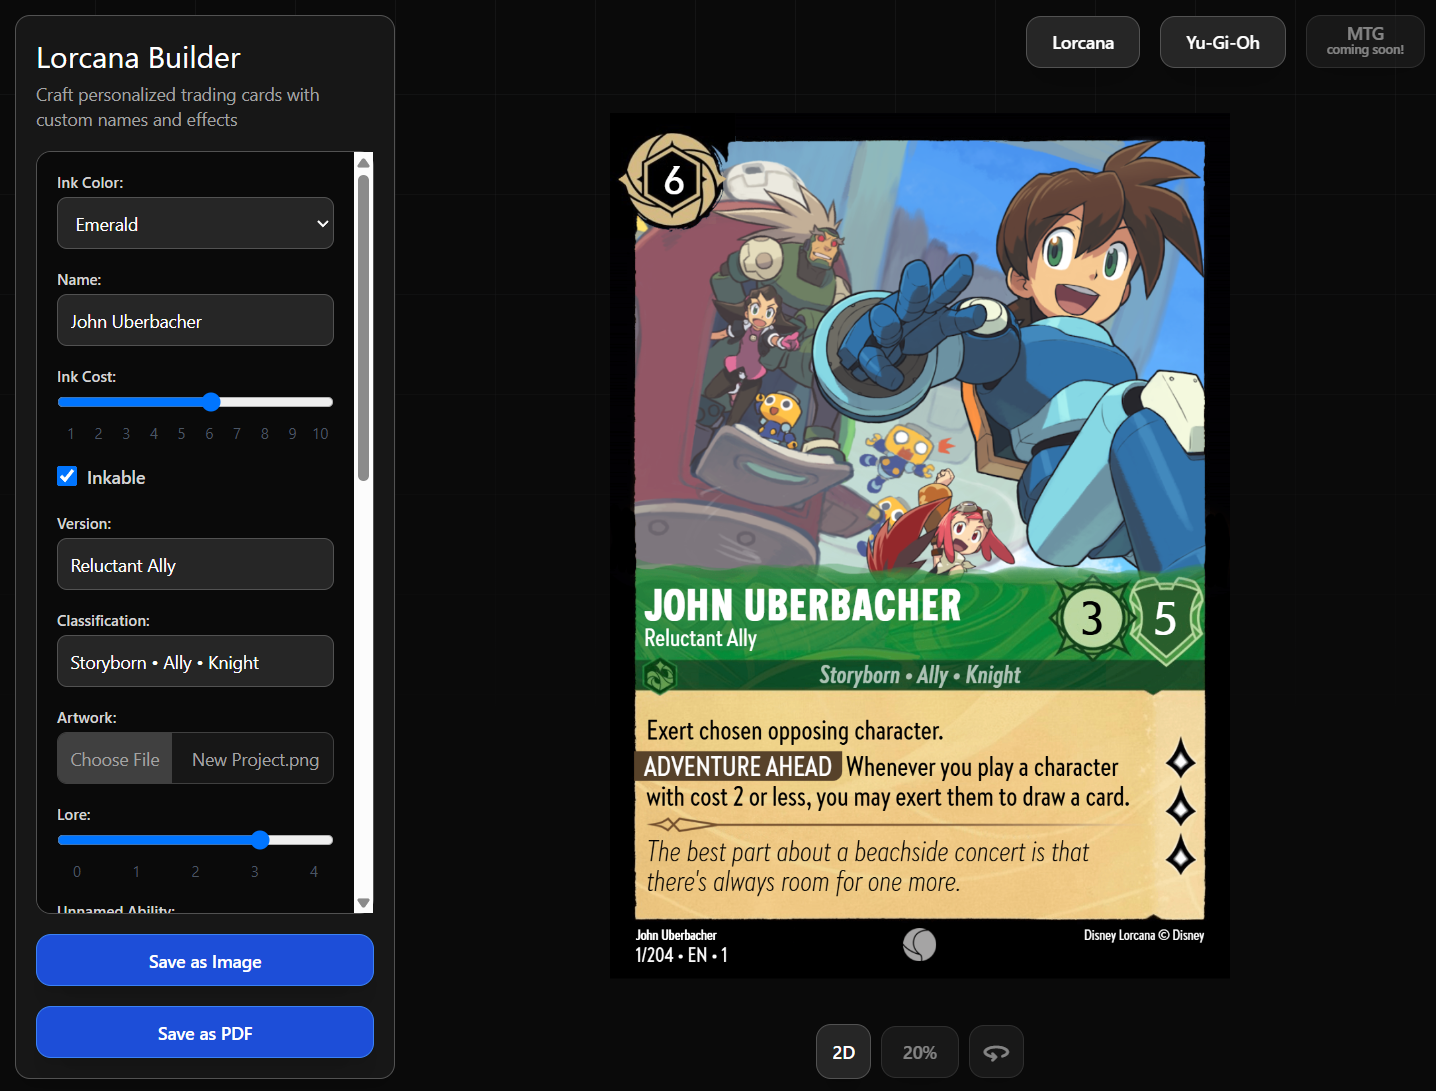 Lorcana Builder
Craft personalized trading cards with
custom names and effects
Ink Color:
Emerald
Name:
John Uberbacher
Ink Cost:
1 2 3 4 5 6 7 8 9 10
Inkable
Version:
Reluctant Ally
Classification:
Storyborn • Ally • Knight
Artwork:
Choose File New Project.png
Lore:
0 1 2 3 4
Unnamed Ability:
Save as Image
Save as PDF
Lorcana
Yu-Gi-Oh
MTG
coming soon!
6
JOHN UBERBACHER
Reluctant Ally
3 5
Storyborn • Ally • Knight
Exert chosen opposing character.
ADVENTURE AHEAD Whenever you play a character
with cost 2 or less, you may exert them to draw a card.
The best part about a beachside concert is that
there's always room for one more.
John Uberbacher
1/204 • EN • 1
Disney Lorcana © Disney
2D
20%